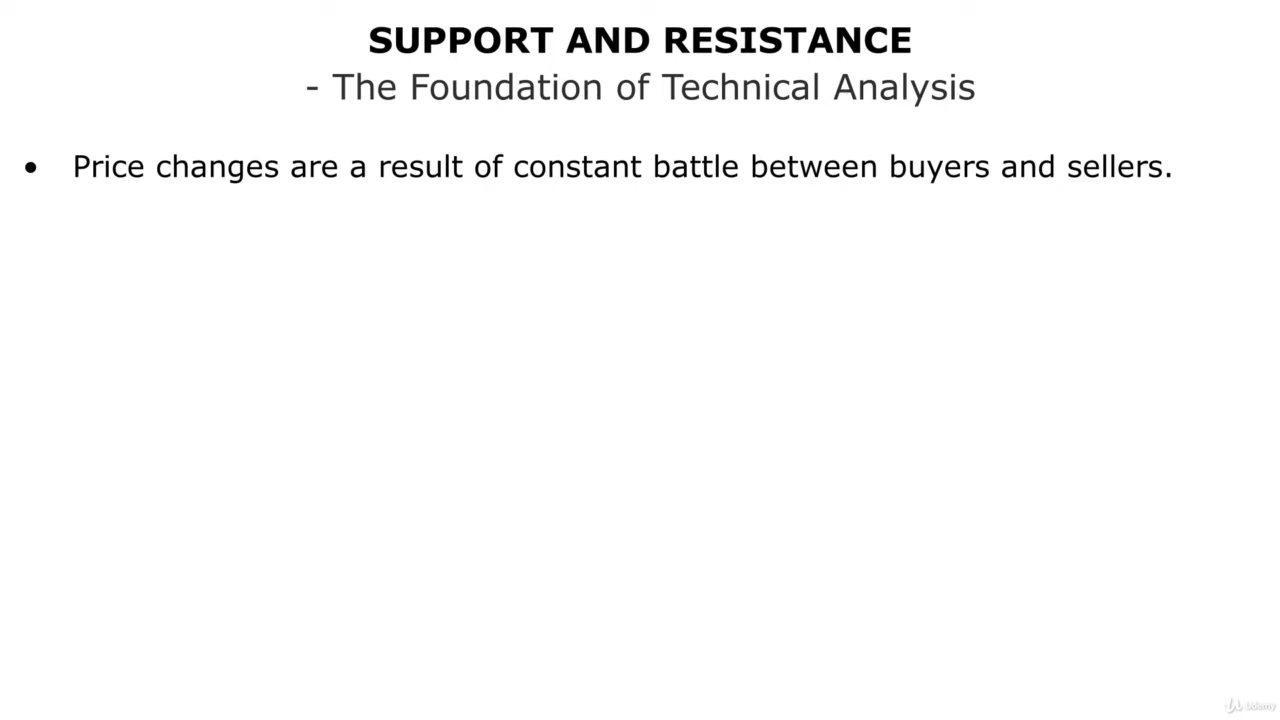 SUPPORT AND RESISTANCE
- The Foundation of Technical Analysis
• Price changes are a result of constant battle between buyers and sellers.
Udemy